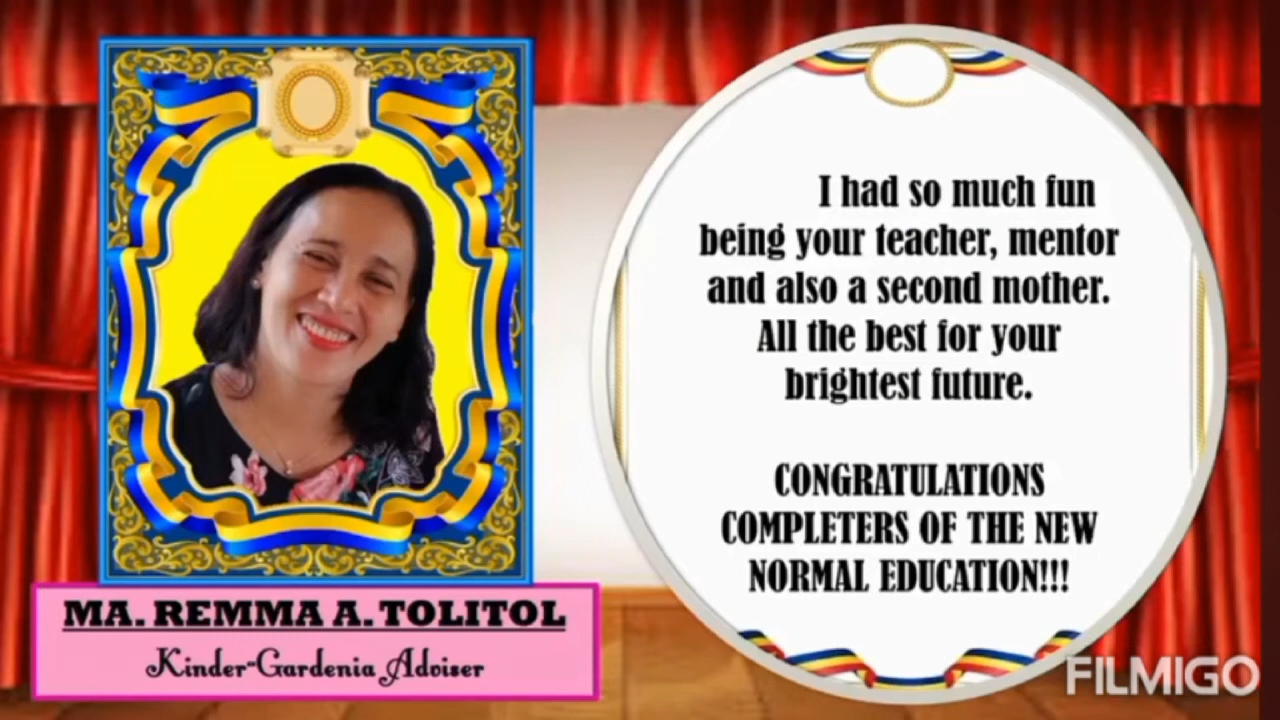 MA. REMMA A. TOLITOL
Kinder-Gardenia Adviser
I had so much fun
being your teacher, mentor
and also a second mother.
All the best for your
brightest future.
CONGRATULATIONS
COMPLETERS OF THE NEW
NORMAL EDUCATION!!!
FILMIGO